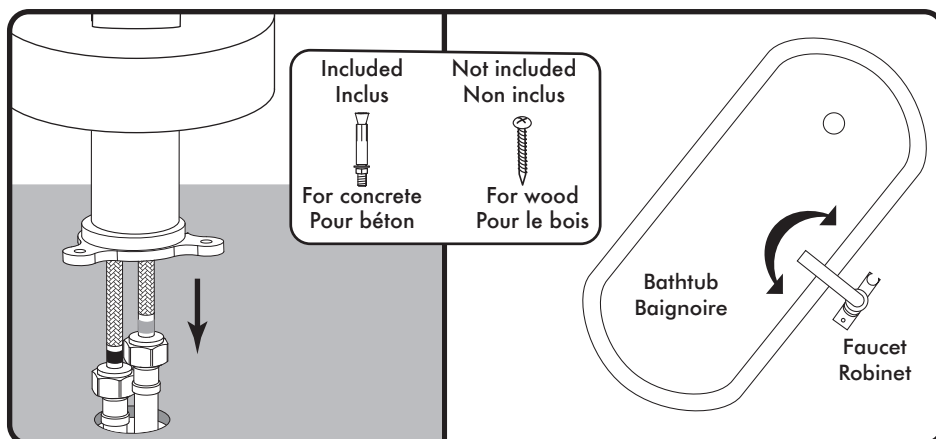 Included
Inclus
For concrete
Pour béton
Not included
Non inclus
For wood
Pour le bois
Bathtub
Baignoire
Faucet
Robinet